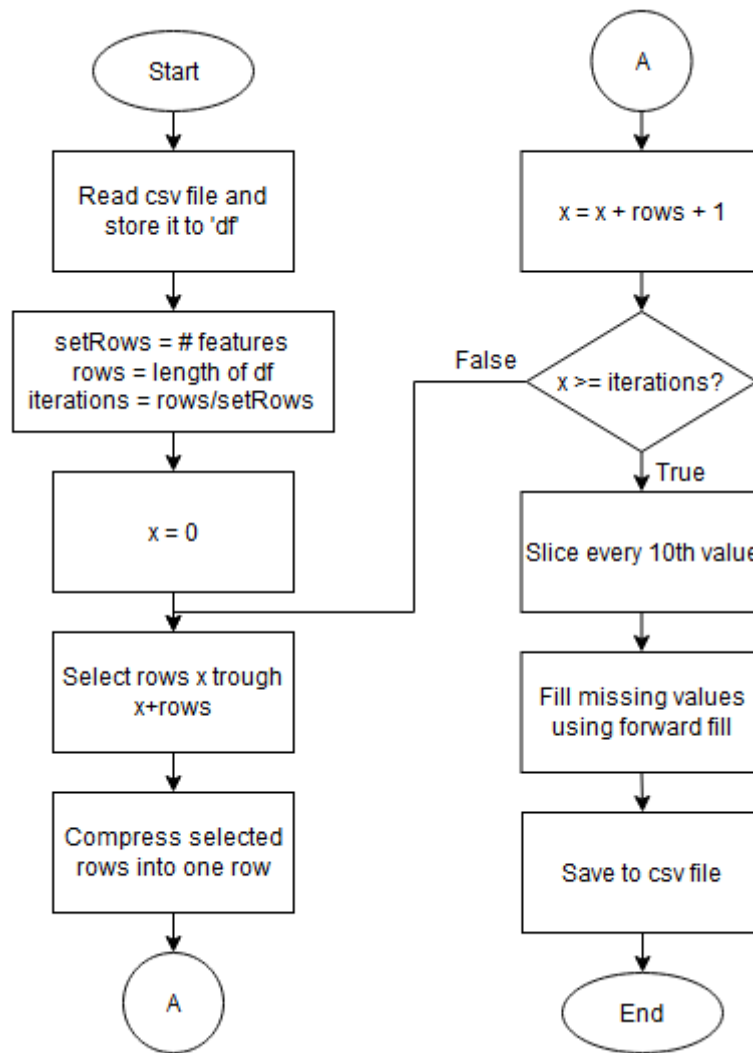 Start
Read csv file and
store it to 'df'
setRows = # features
rows = length of df
iterations = rows/setRows
x = 0
Select rows x trough
x+rows
Compress selected
rows into one row
A
A
x = x + rows + 1
x >= iterations?
False
True
Slice every 10th value
Fill missing values
using forward fill
Save to csv file
End